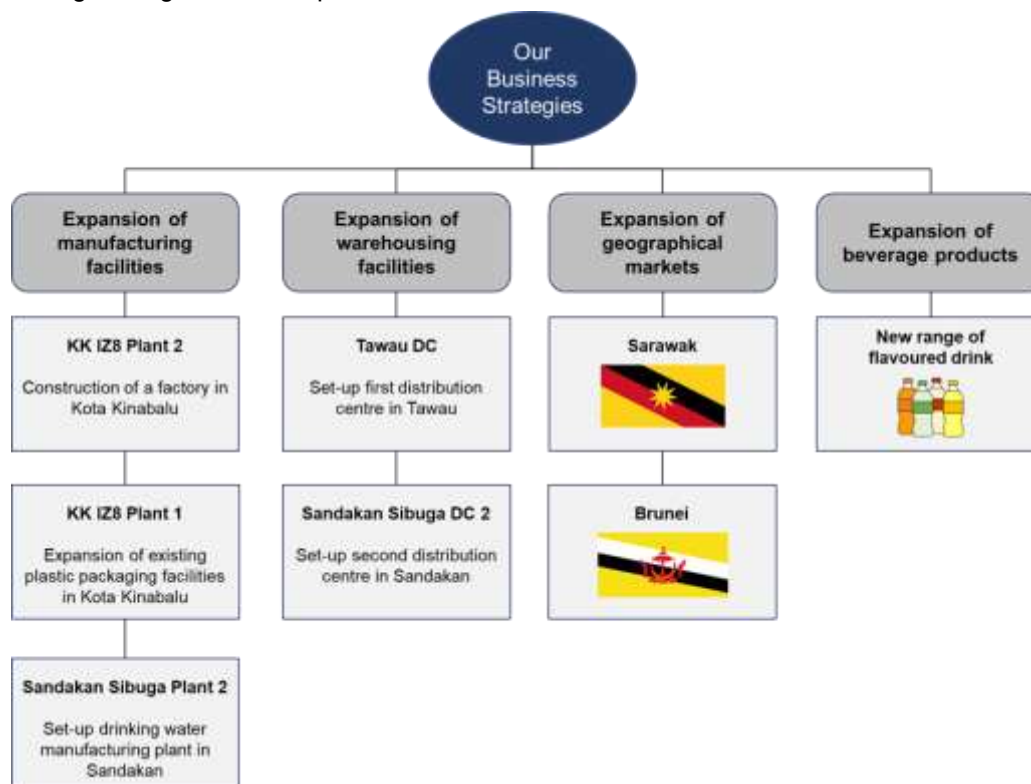 Our
Business
Strategies
Expansion of
manufacturing
facilities
KK IZ8 Plant 2
Construction of a factory in
Kota Kinabalu
KK IZ8 Plant 1
Expansion of existing
plastic packaging facilities
in Kota Kinabalu
Sandakan Sibuga Plant 2
Set-up drinking water
manufacturing plant in
Sandakan
Expansion of
warehousing
facilities
Tawau DC
Set-up first distribution
centre in Tawau
Sandakan Sibuga DC 2
Set-up second distribution
centre in Sandakan
Expansion of
geographical
markets
Sarawak
Brunei
Expansion of
beverage products
New range of
flavoured drink